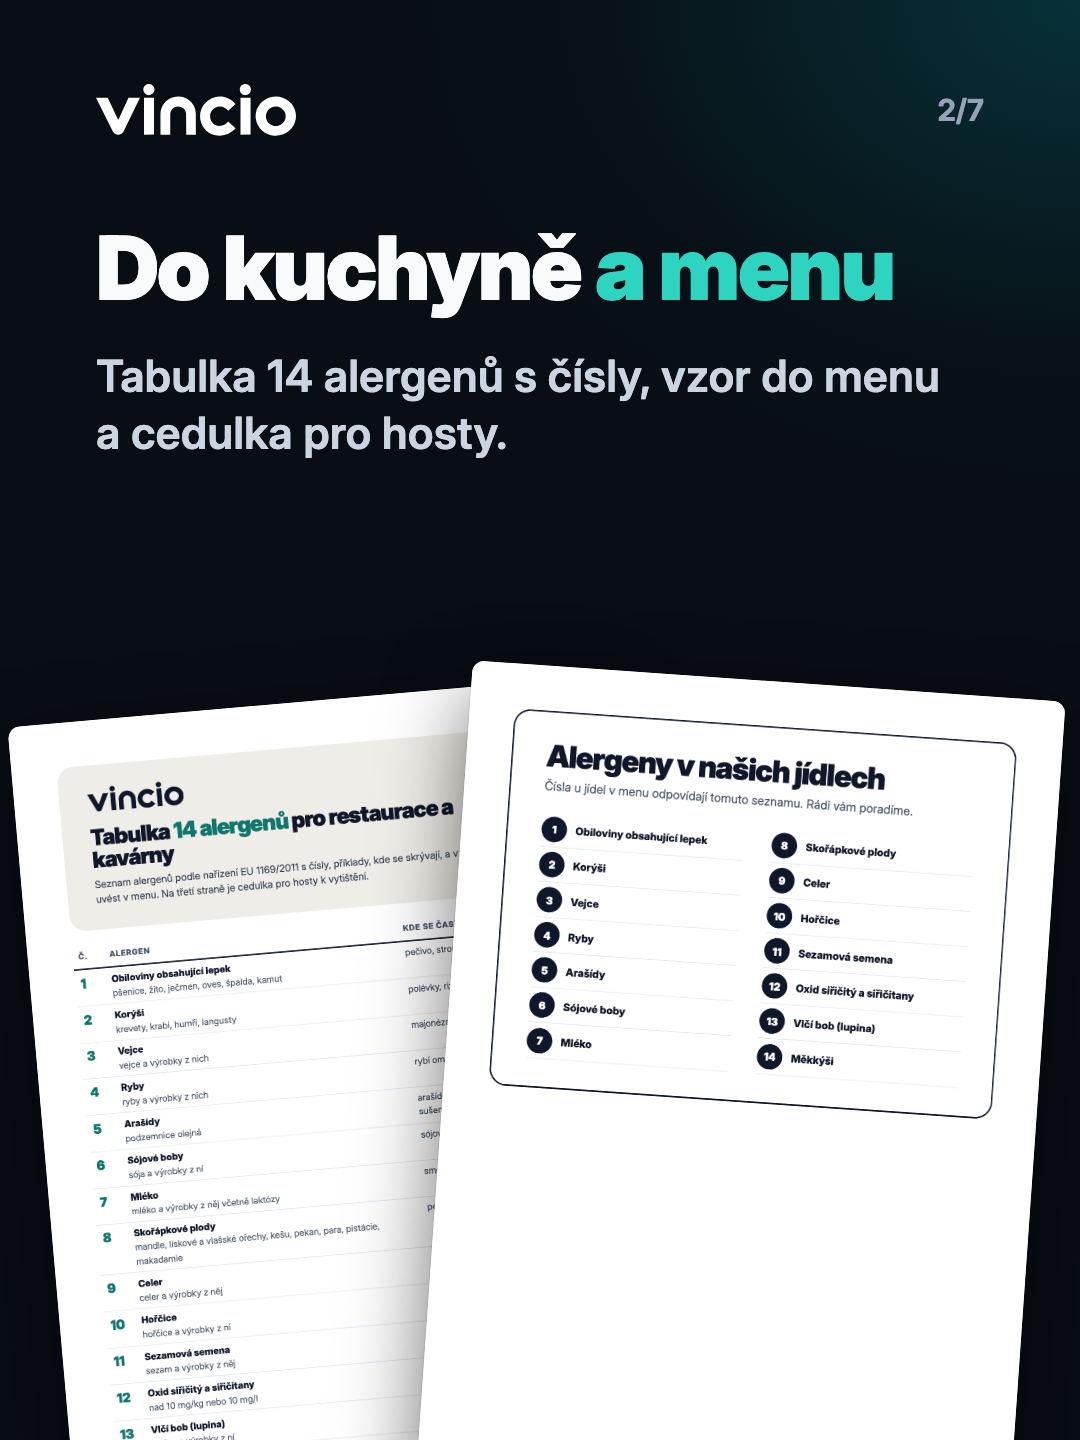 vincio
2/7
Do kuchyně a menu
Tabulka 14 alergenů s čísly, vzor do menu
a cedulka pro hosty.
vincio
Tabulka 14 alergenů pro restaurace a
kavárny
Seznam alergenů podle nařízení EU 1169/2011 s čísly, příklady, kde se skrývají, a
uvést v menu. Na třetí straně je cedulka pro hosty k vytištění.
Č. ALERGEN KDE SE
1 Obiloviny obsahující lepek pečivo,
pšenice, žito, ječmen, oves, špalda, kamut
2 Korýši polévky,
krevety, krabi, humři, langusty
3 Vejce
vejce a výrobky z nich
4 Ryby rybí
ryby a výrobky z nich
5 Arašídy
podzemnice olejná
6 Sójové boby
sója a výrobky z ní
7 Mléko
mléko a výrobky z něj včetně laktózy
8 Skořápkové plody
mandle, lískové a vlašské ořechy, kešu, pekan, para, pistácie,
makadamie
9 Celer
celer a výrobky z něj
10 Hořčice
hořčice a výrobky z ní
11 Sezamová semena
sezam a výrobky z něj
12 Oxid siřičitý a siřičitany
nad 10 mg/kg nebo 10 mg/l
13 Vlčí bob (lupina)
výrobky z ní
Alergeny v našich jídlech
Čísla u jídel v menu odpovídají tomuto seznamu. Rádi vám poradíme.
1 Obiloviny obsahující lepek
2 Korýši
3 Vejce
4 Ryby
5 Arašídy
6 Sójové boby
7 Mléko
8 Skořápkové plody
9 Celer
10 Hořčice
11 Sezamová semena
12 Oxid siřičitý a siřičitany
13 Vlčí bob (lupina)
14 Měkkýši